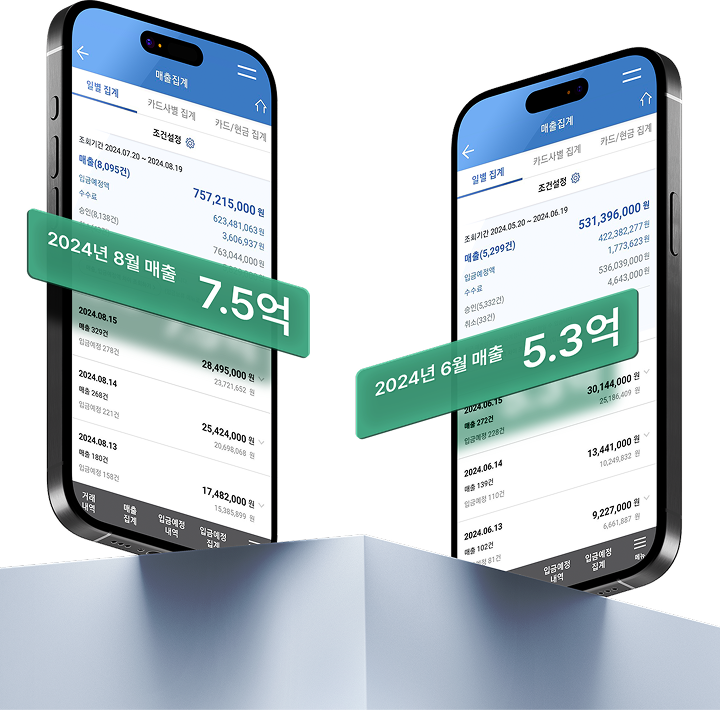 매출집계
일별 집계
카드사별 집계
카드/현금 집계
조건설정
조회기간 2024.07.20 ~ 2024.08.19
매출(8,095건)
757,215,000 원
입금예정액
623,481,063 원
수수료
3,606,937 원
승인(8,138건)
763,044,000 원
2024년 8월 매출 7.5억
2024.08.15
매출 329건
28,495,000 원
입금예정 278건
23,721,652 원
2024.08.14
매출 268건
25,424,000 원
입금예정 221건
20,698,068 원
2024.08.13
매출 180건
17,482,000 원
입금예정 158건
15,385,899 원
거래
내역
매출
집계
입금예정
내역
입금예정
집계
매출집계
일별 집계
카드사별 집계
카드/현금 집계
조건설정
조회기간 2024.05.20 ~ 2024.06.19
매출(5,299건)
531,396,000 원
입금예정액
422,382,277 원
수수료
1,773,623 원
승인(5,332건)
536,039,000 원
취소(33건)
4,643,000 원
2024년 6월 매출 5.3억
2024.06.15
매출 272건
30,144,000 원
입금예정 228건
25,186,409 원
2024.06.14
매출 139건
13,441,000 원
입금예정 110건
10,249,832 원
2024.06.13
매출 102건
9,227,000 원
입금예정 81건
6,661,887 원
입금예정
내역
입금예정
집계
메뉴